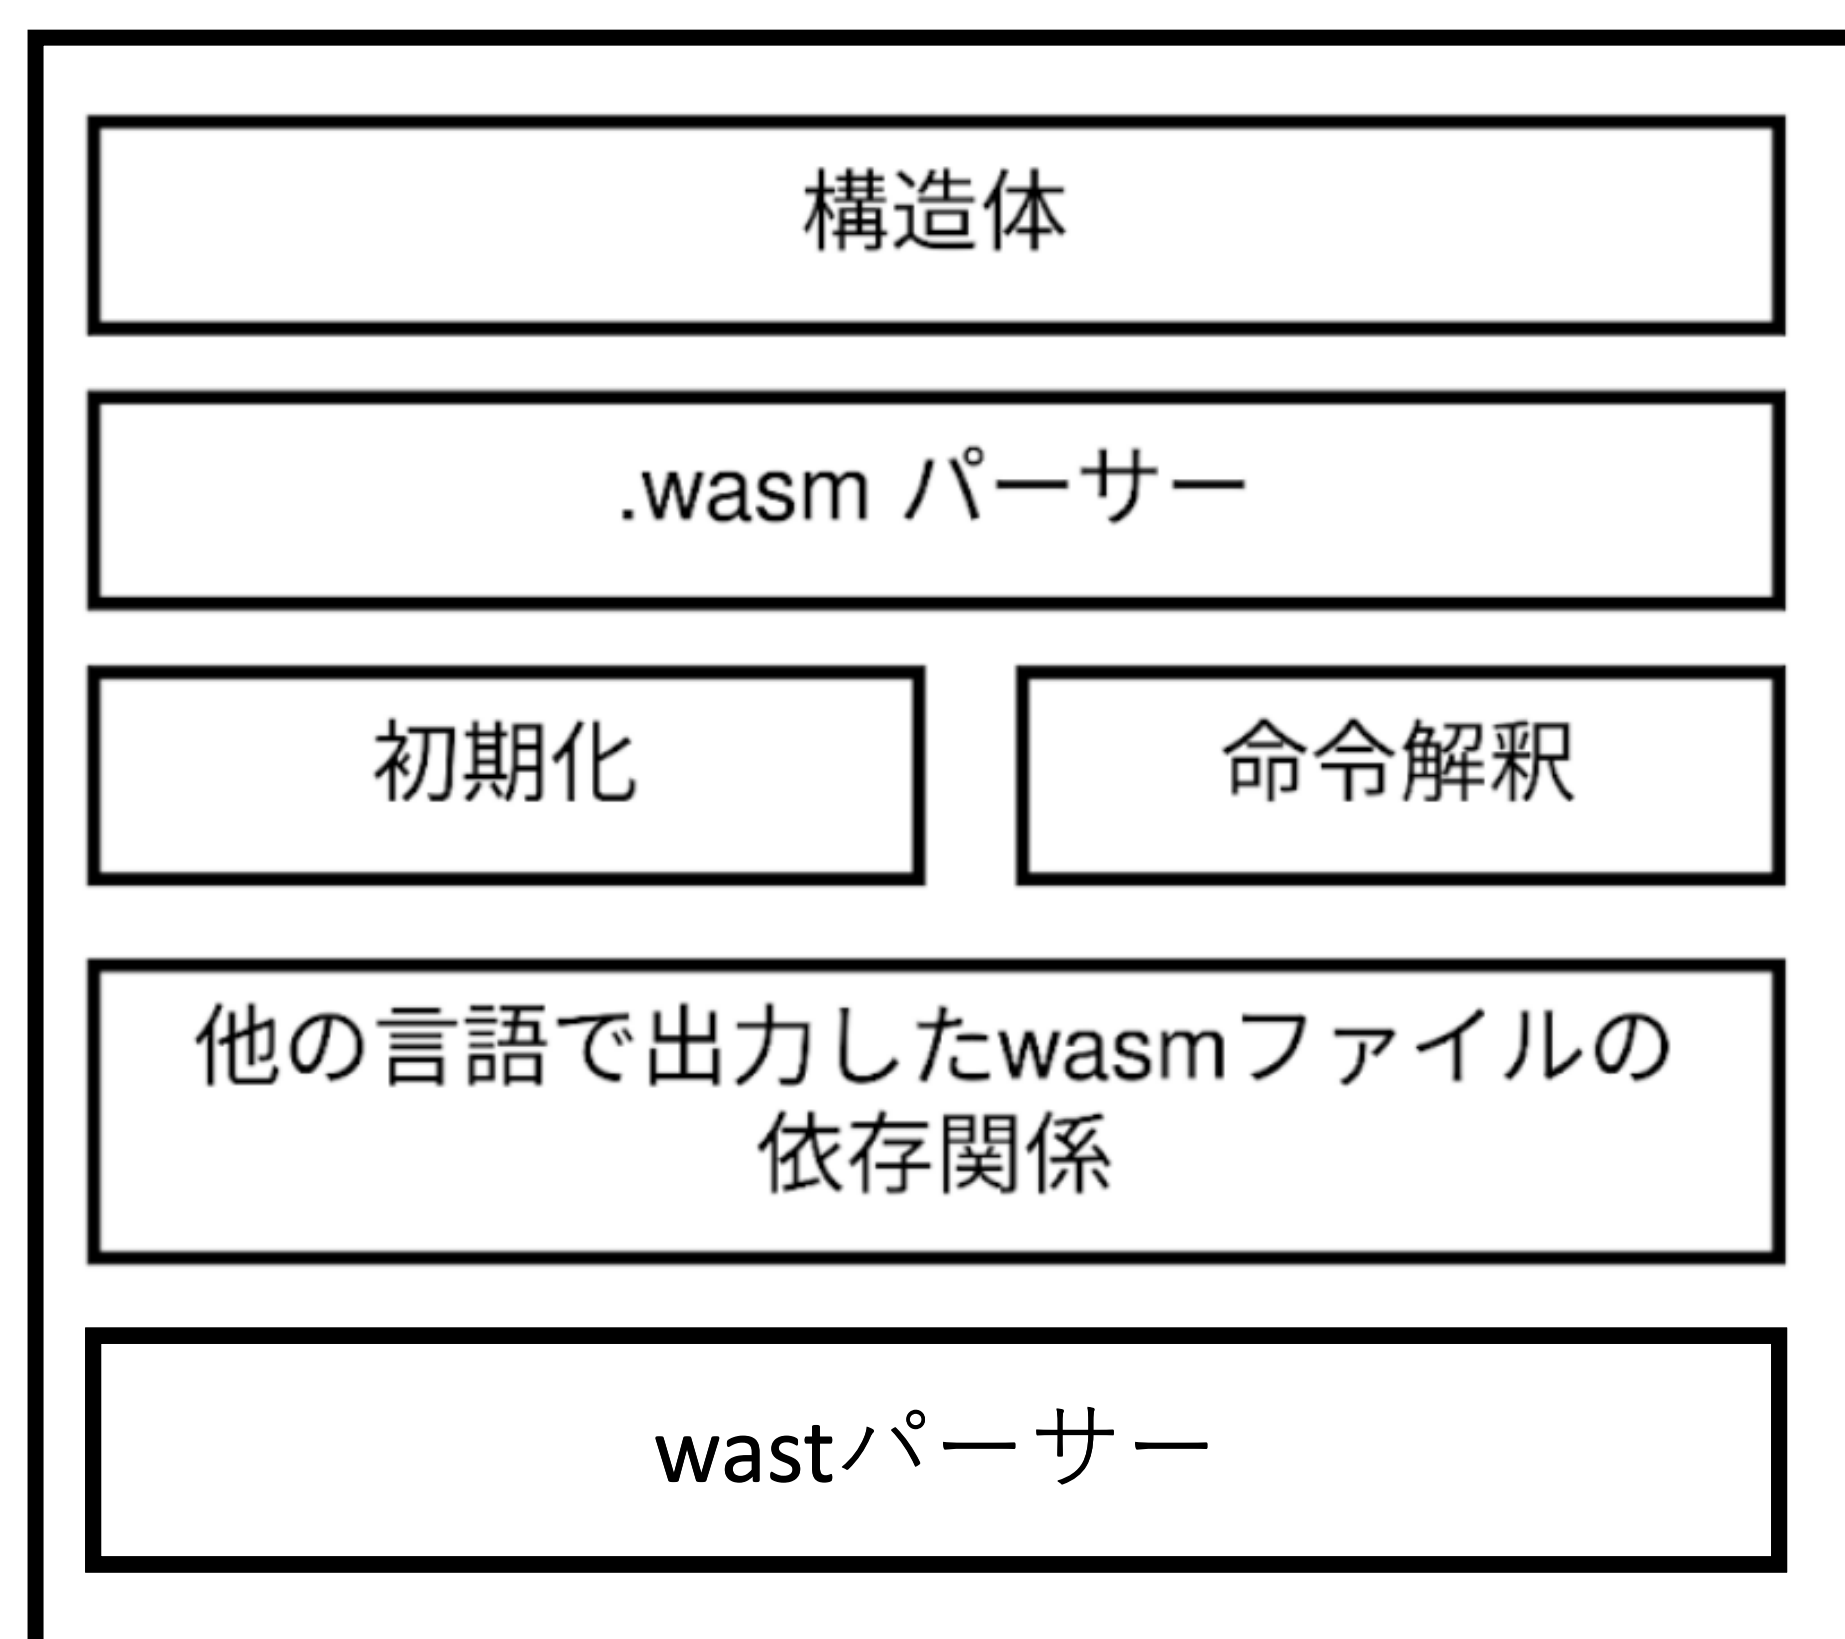 構造体
.wasm パーサー
初期化
命令解釈
他の言語で出力したwasmファイルの
依存関係
wastパーサー